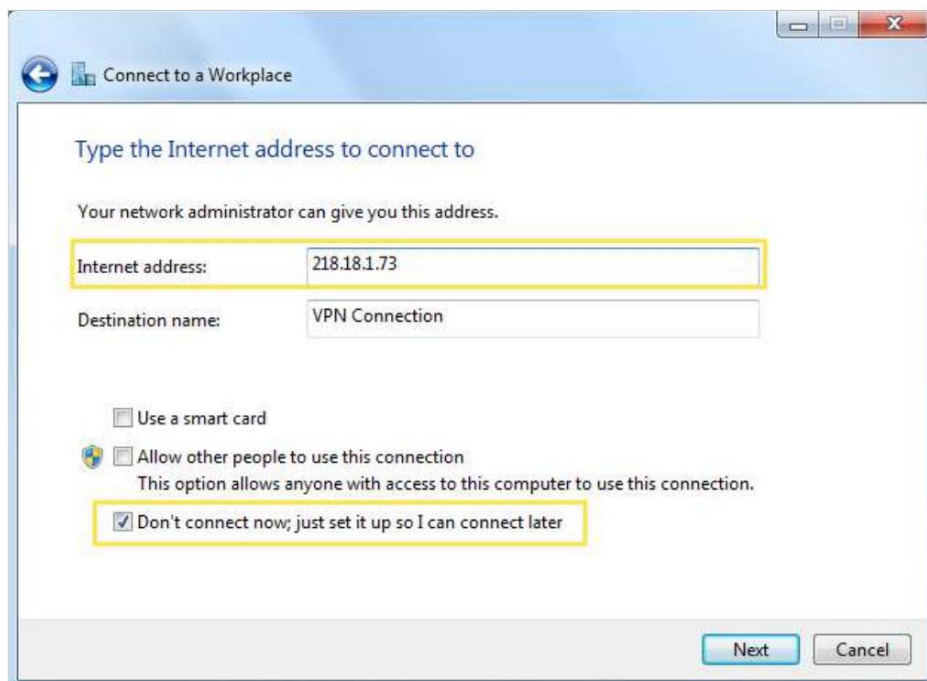 Connect to a Workplace
Type the Internet address to connect to
Your network administrator can give you this address.
Internet address: 218.18.1.73
Destination name: VPN Connection
Use a smart card
Allow other people to use this connection
This option allows anyone with access to this computer to use this connection.
Don't connect now; just set it up so I can connect later
Next Cancel